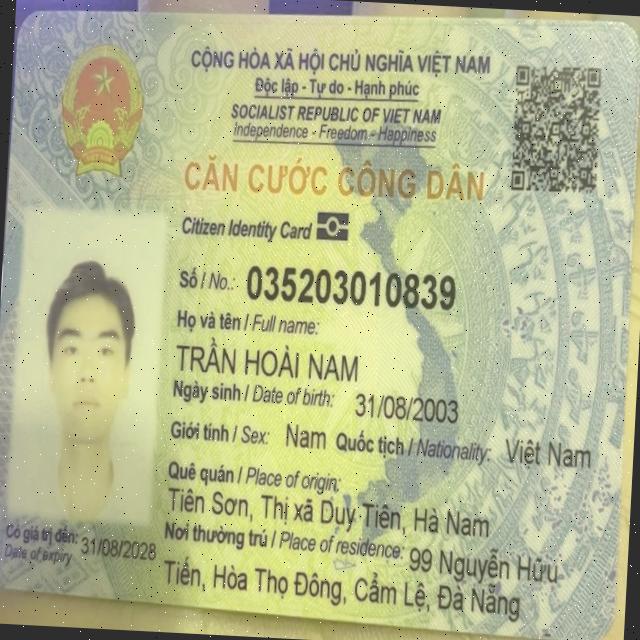 CỘNG HÒA XÃ HỘI CHỦ NGHĨA VIỆT NAM
Độc lập - Tự do - Hạnh phúc
SOCIALIST REPUBLIC OF VIET NAM
Independence - Freedom - Happiness
CĂN CƯỚC CÔNG DÂN
Citizen Identity Card
Số / No.: 035203010839
Họ và tên / Full name:
TRẦN HOÀI NAM
Ngày sinh / Date of birth: 31/08/2003
Giới tính / Sex: Nam Quốc tịch / Nationality: Việt Nam
Quê quán / Place of origin:
Tiên Sơn, Thị xã Duy Tiên, Hà Nam
Nơi thường trú / Place of residence: 99 Nguyễn Hữu
Tiến, Hòa Thọ Đông, Cẩm Lệ, Đà Nẵng
Có giá trị đến: 31/08/2028
Date of expiry